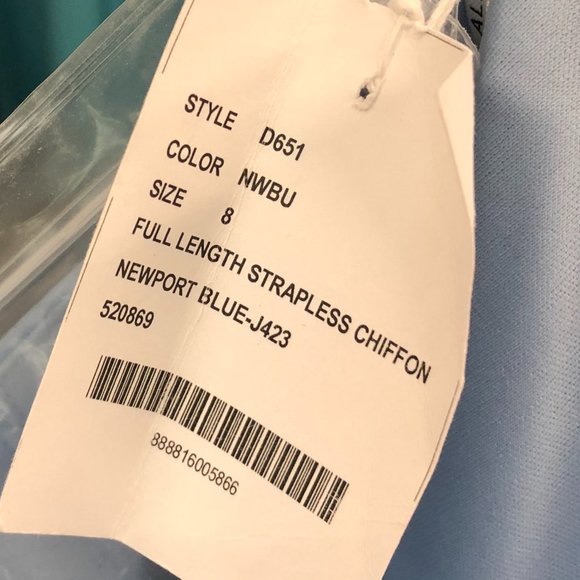 STYLE D651
COLOR NWBU
SIZE 8
FULL LENGTH STRAPLESS CHIFFON
NEWPORT BLUE-J423
520869
888816005866